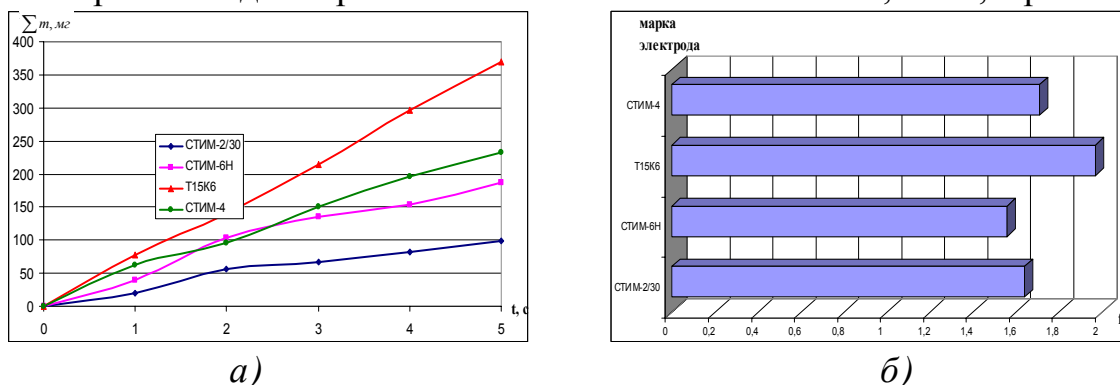 ∑ m, мг
400
350
300
250
200
150
100
50
0
СТИМ-2/30
СТИМ-6Н
Т15К6
СТИМ-4
0 1 2 3 4 5
t, с
а)
марка
электрода
СТИМ-4
Т15К6
СТИМ-6Н
СТИМ-2/30
0 0,2 0,4 0,6 0,8 1 1,2 1,4 1,6 1,8 2
б)